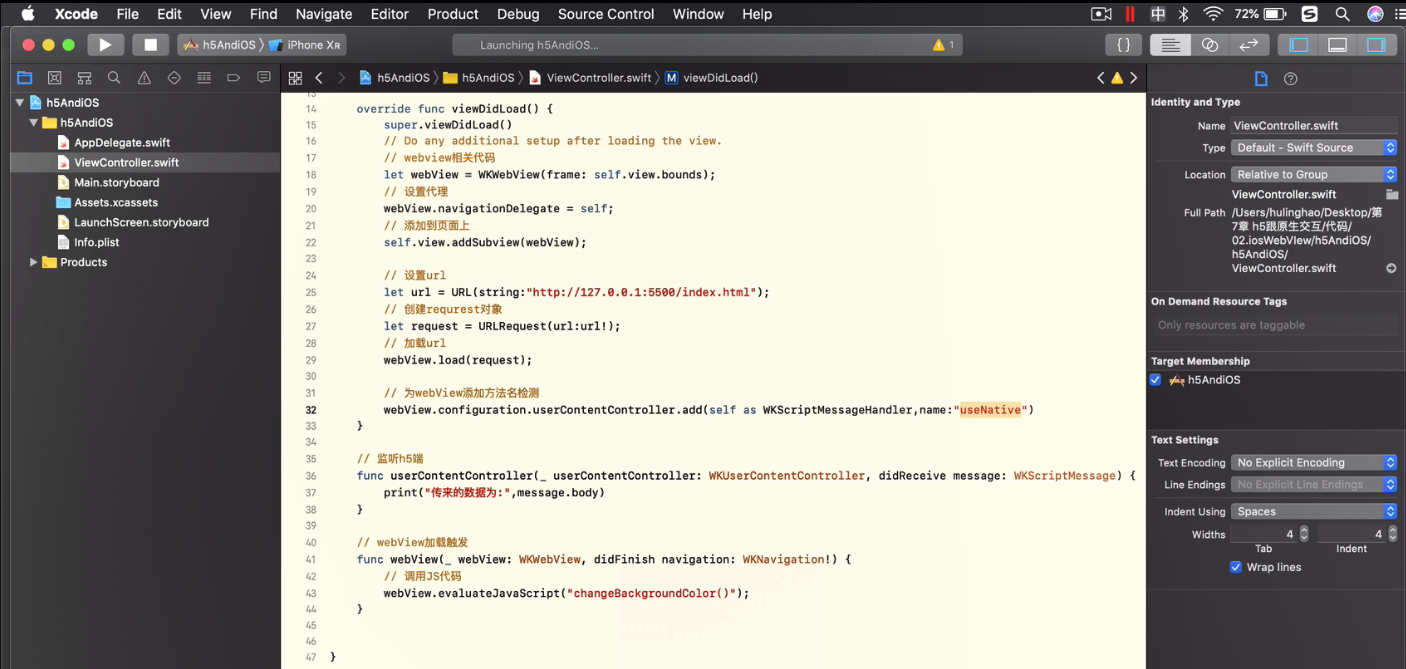 Xcode File Edit View Find Navigate Editor Product Debug Source Control Window Help 中 72% S
h5AndiOS 〉 iPhone XR Launching h5AndiOS... 1 {}
h5AndiOS 〉 h5AndiOS 〉 ViewController.swift 〉 M viewDidLoad()
h5AndiOS
h5AndiOS
AppDelegate.swift
ViewController.swift
Main.storyboard
Assets.xcassets
LaunchScreen.storyboard
Info.plist
Products
13
14 override func viewDidLoad() {
15 super.viewDidLoad()
16 // Do any additional setup after loading the view.
17 // webview相关代码
18 let webView = WKWebView(frame: self.view.bounds);
19 // 设置代理
20 webView.navigationDelegate = self;
21 // 添加到页面上
22 self.view.addSubview(webView);
23
24 // 设置url
25 let url = URL(string:"http://127.0.0.1:5500/index.html");
26 // 创建requrest对象
27 let request = URLRequest(url:url!);
28 // 加载url
29 webView.load(request);
30
31 // 为webView添加方法名检测
32 webView.configuration.userContentController.add(self as WKScriptMessageHandler,name:"useNative")
33 }
34
35 // 监听h5端
36 func userContentController(_ userContentController: WKUserContentController, didReceive message: WKScriptMessage) {
37 print("传来的数据为:",message.body)
38 }
39
40 // webView加载触发
41 func webView(_ webView: WKWebView, didFinish navigation: WKNavigation!) {
42 // 调用JS代码
43 webView.evaluateJavaScript("changeBackgroundColor()");
44 }
45
46
47 }
Identity and Type
Name ViewController.swift
Type Default - Swift Source
Location Relative to Group
ViewController.swift
Full Path /Users/hulinghao/Desktop/第
7章 h5跟原生交互/代码/
02.iosWebVIew/h5AndiOS/
h5AndiOS/
ViewController.swift
On Demand Resource Tags
Only resources are taggable
Target Membership
h5AndiOS
Text Settings
Text Encoding No Explicit Encoding
Line Endings No Explicit Line Endings
Indent Using Spaces
Widths 4 4
Tab Indent
Wrap lines